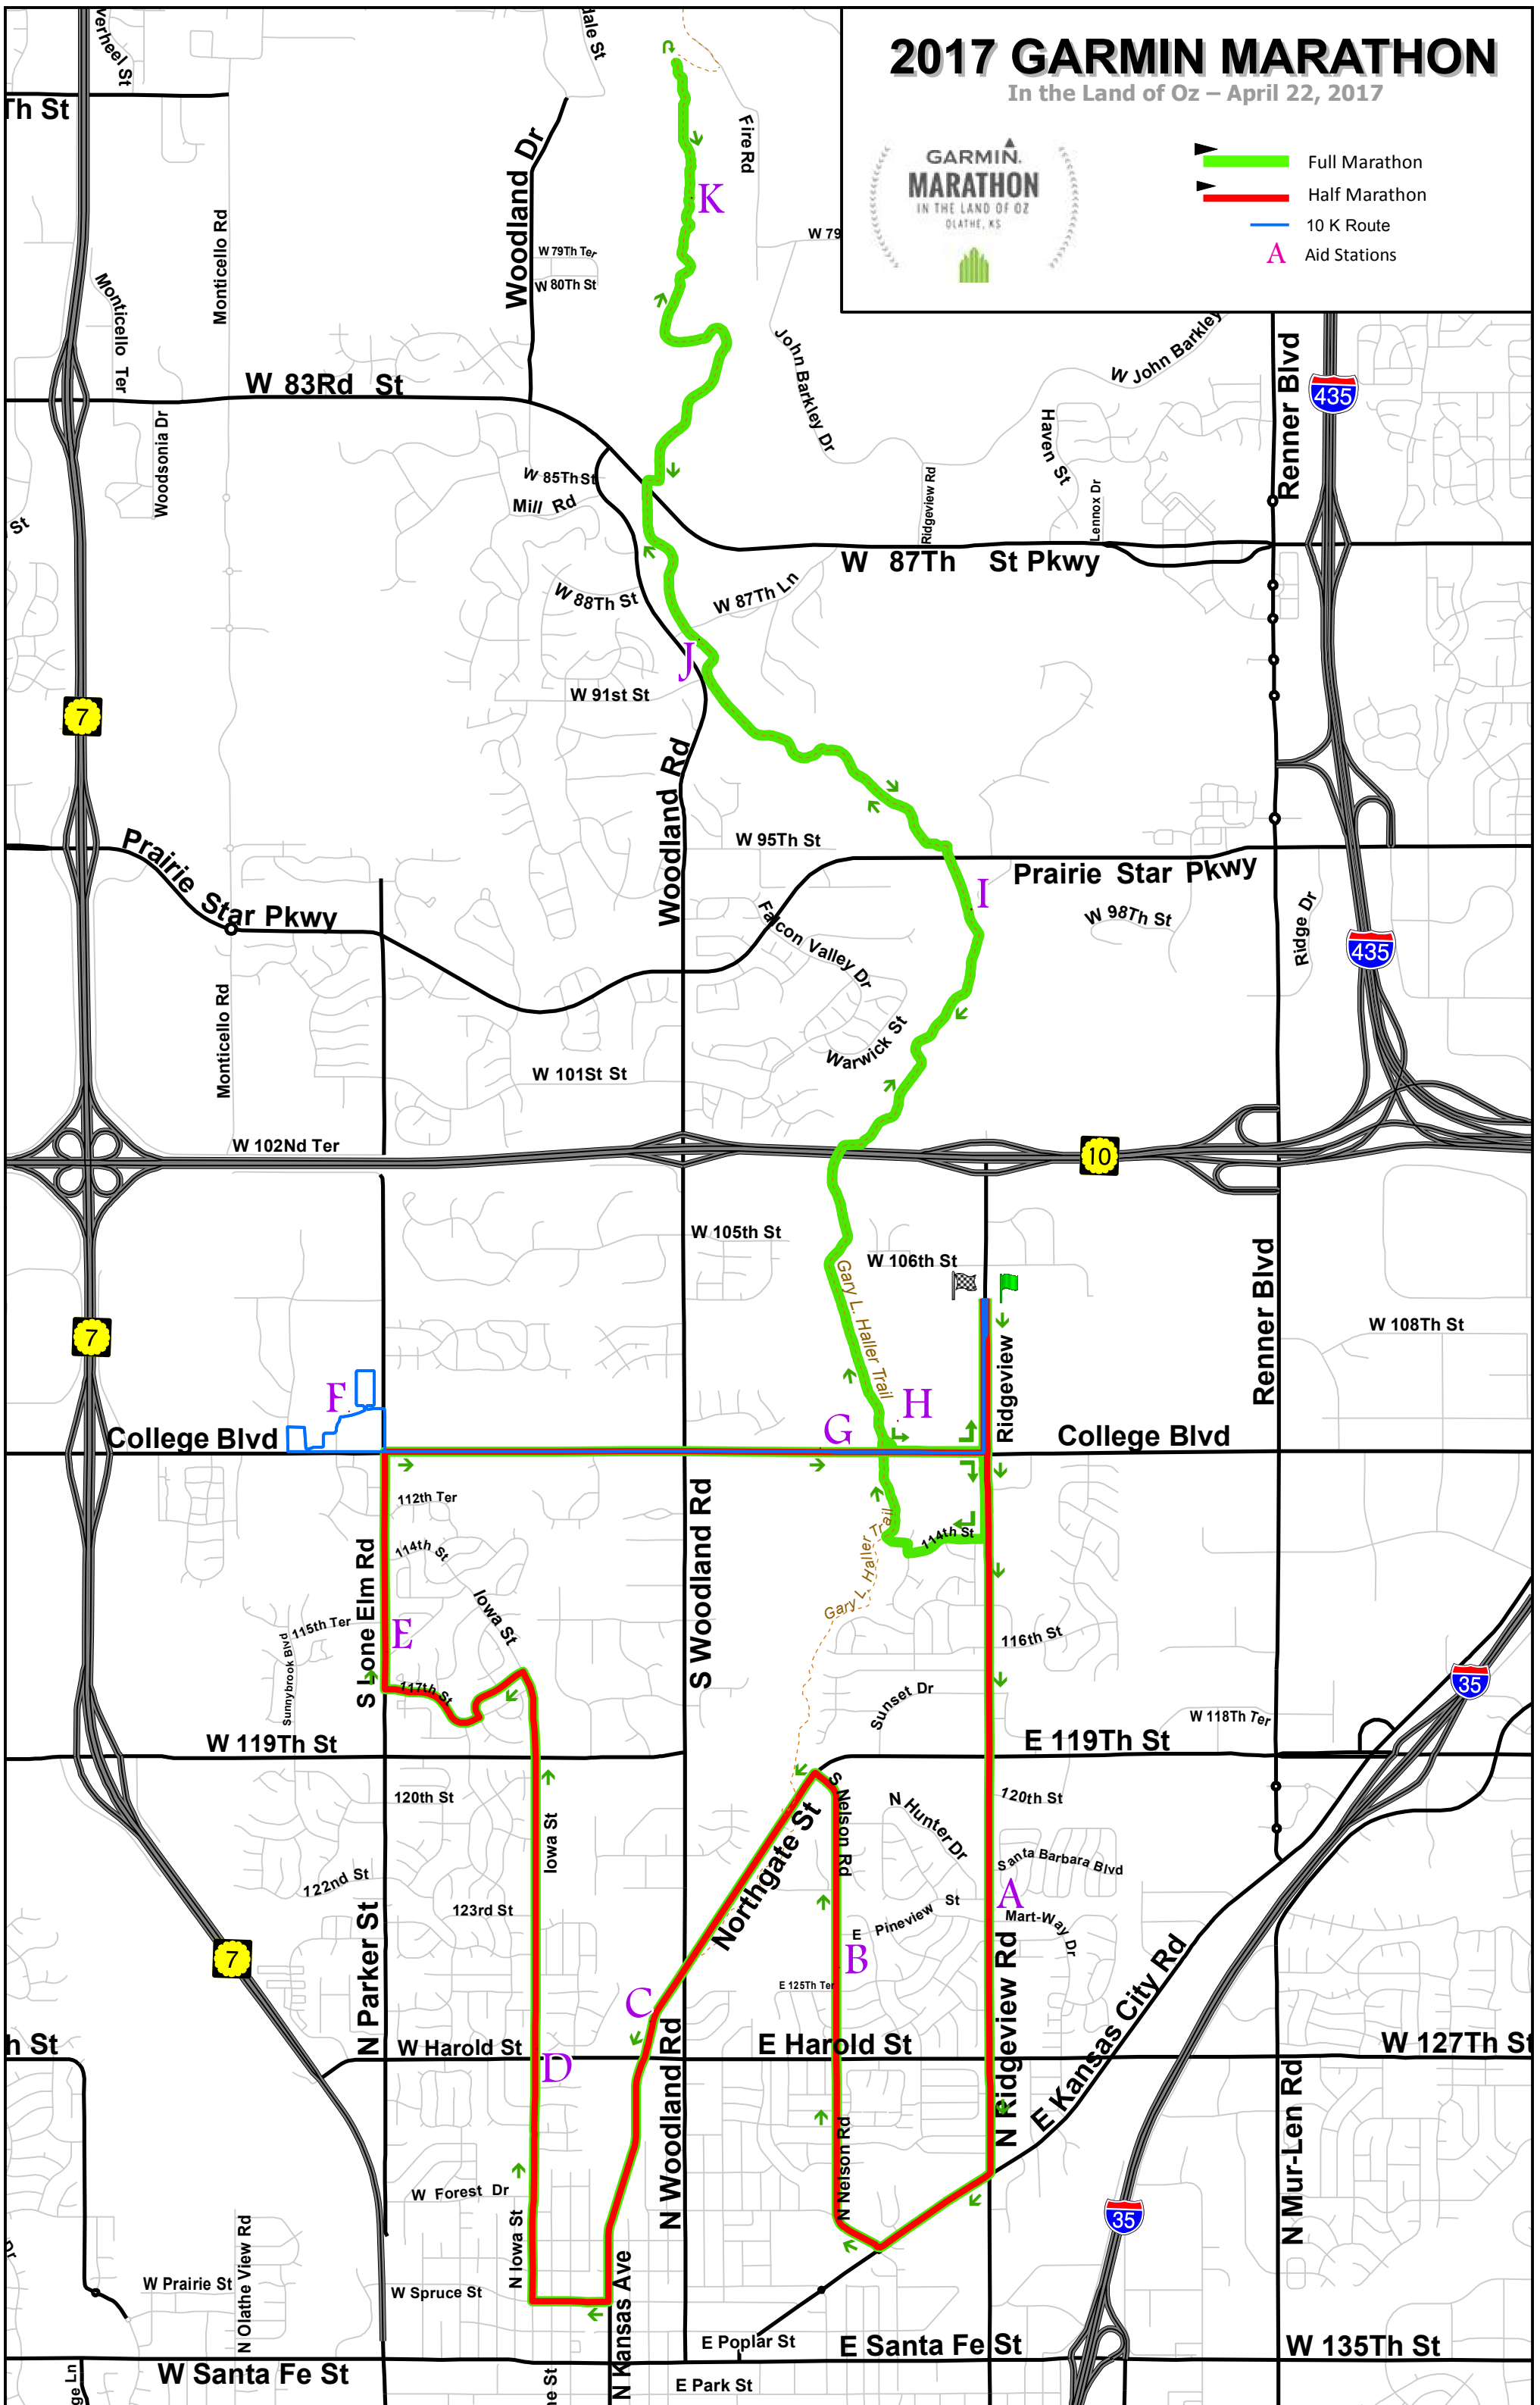 2017 GARMIN MARATHON
In the Land of Oz – April 22, 2017
GARMIN.
MARATHON
IN THE LAND OF OZ
OLATHE, KS
Full Marathon
Half Marathon
10 K Route
A Aid Stations
Th St
Woodland Dr
Fire Rd
K
Monticello Rd
W 79Th Ter
W 80Th St
W 79
Monticello Ter
John Barkley Dr
W John Barkley
Renner Blvd
435
W 83Rd St
Woodsonia Dr
Haven St
W 85Th St
Mill Rd
Ridgeview Rd
Lennox Dr
St
W 87Th St Pkwy
W 88Th St
W 87Th Ln
J
W 91st St
7
Woodland Rd
W 95Th St
Prairie Star Pkwy
Prairie Star Pkwy
I
Falcon Valley Dr
W 98Th St
Ridge Dr
435
Monticello Rd
Warwick St
W 101St St
W 102Nd Ter
10
W 105th St
W 106th St
Gary L. Haller Trail
Ridgeview
Renner Blvd
7
W 108Th St
F
H
G
College Blvd
College Blvd
112th Ter
114th St
114th St
Gary L. Haller Trail
S Lone Elm Rd
Iowa St
S Woodland Rd
Sunnybrook Blvd
115th Ter
E
116th St
117th St
Sunset Dr
35
W 118Th Ter
W 119Th St
E 119Th St
120th St
120th St
S Nelson Rd
N Hunter Dr
Iowa St
Northgate St
Santa Barbara Blvd
122nd St
A
123rd St
E Pineview St
Mart-Way Dr
N Parker St
B
7
E 125Th Ter
N Ridgeview Rd
E Kansas City Rd
C
h St
W Harold St
E Harold St
W 127Th St
D
N Woodland Rd
N Nelson Rd
N Mur-Len Rd
W Forest Dr
35
N Iowa St
N Olathe View Rd
W Prairie St
W Spruce St
N Kansas Ave
E Poplar St
E Santa Fe St
W 135Th St
W Santa Fe St
E Park St
ge Ln
ne St
verheel St
dale St
Dr